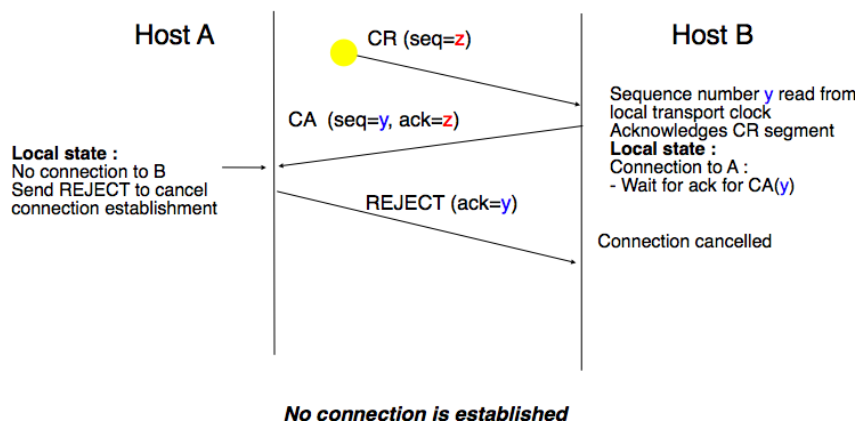 Host A
CR (seq=z)
Host B
Sequence number y read from
local transport clock
Acknowledges CR segment
Local state :
Connection to A :
- Wait for ack for CA(y)
CA (seq=y, ack=z)
Local state :
No connection to B
Send REJECT to cancel
connection establishment
REJECT (ack=y)
Connection cancelled
No connection is established